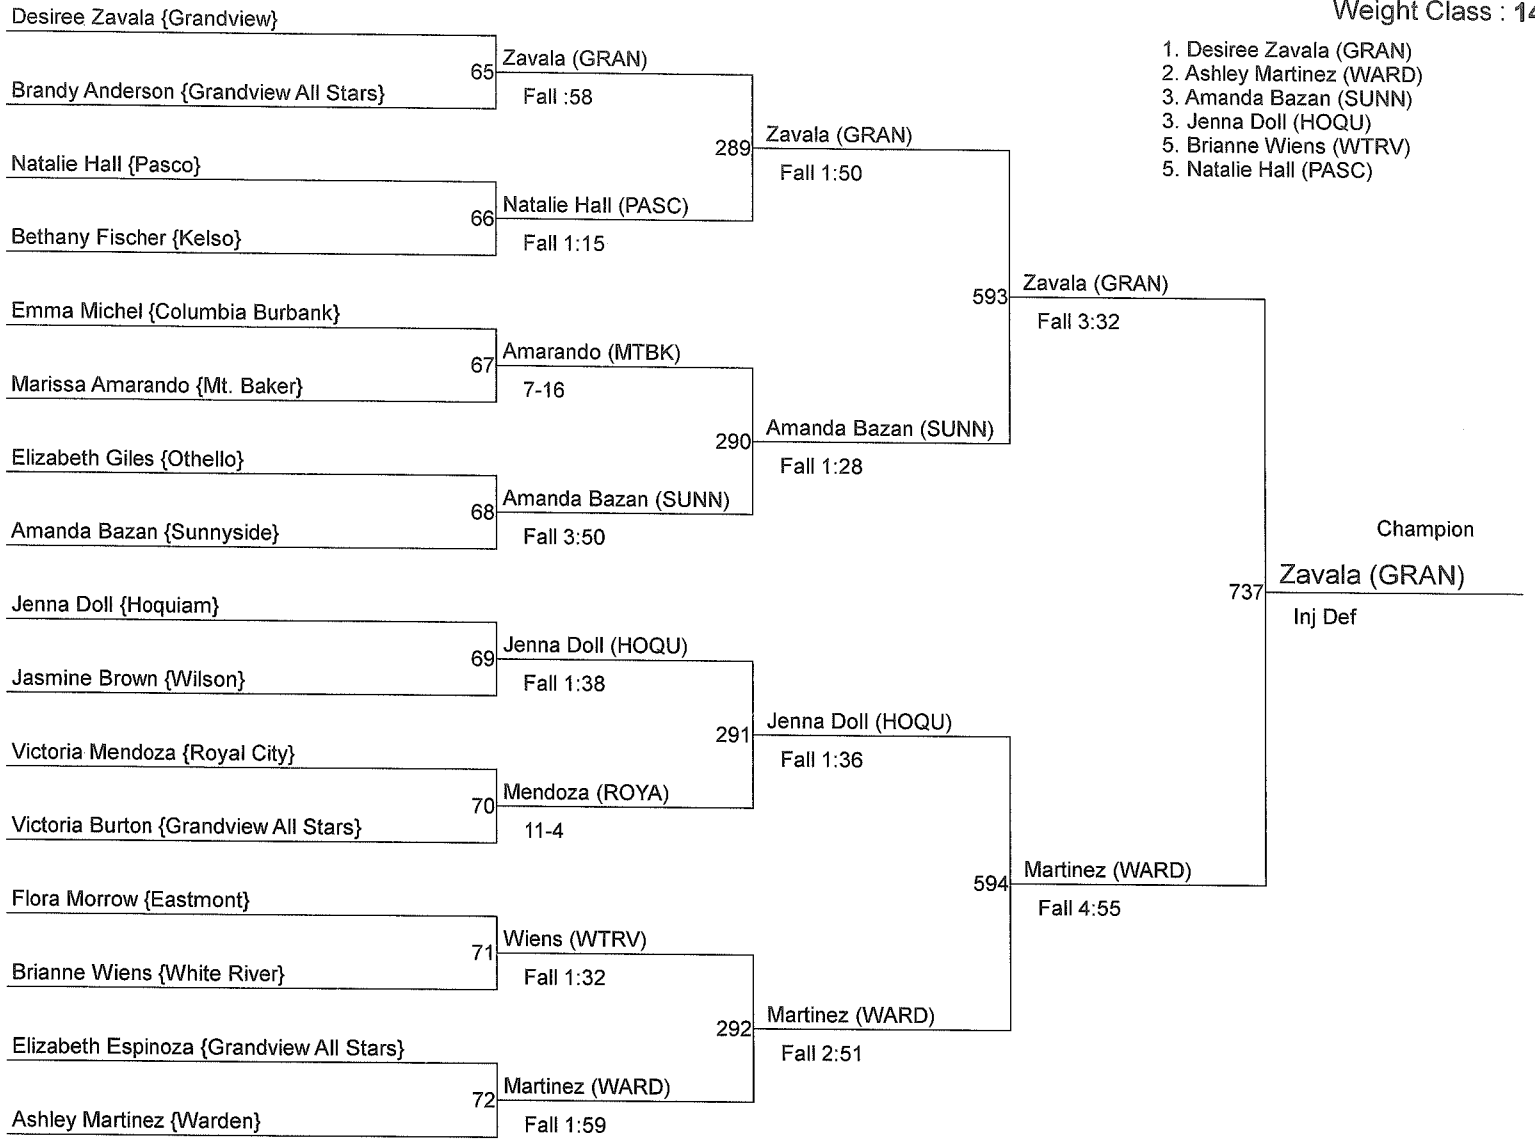 Weight Class : 14
1. Desiree Zavala (GRAN)
2. Ashley Martinez (WARD)
3. Amanda Bazan (SUNN)
3. Jenna Doll (HOQU)
5. Brianne Wiens (WTRV)
5. Natalie Hall (PASC)
Desiree Zavala {Grandview}
Brandy Anderson {Grandview All Stars}
Natalie Hall {Pasco}
Bethany Fischer {Kelso}
Emma Michel {Columbia Burbank}
Marissa Amarando {Mt. Baker}
Elizabeth Giles {Othello}
Amanda Bazan {Sunnyside}
Jenna Doll {Hoquiam}
Jasmine Brown {Wilson}
Victoria Mendoza {Royal City}
Victoria Burton {Grandview All Stars}
Flora Morrow {Eastmont}
Brianne Wiens {White River}
Elizabeth Espinoza {Grandview All Stars}
Ashley Martinez {Warden}
65
Zavala (GRAN)
Fall :58
66
Natalie Hall (PASC)
Fall 1:15
67
Amarando (MTBK)
7-16
68
Amanda Bazan (SUNN)
Fall 3:50
69
Jenna Doll (HOQU)
Fall 1:38
70
Mendoza (ROYA)
11-4
71
Wiens (WTRV)
Fall 1:32
72
Martinez (WARD)
Fall 1:59
289
Zavala (GRAN)
Fall 1:50
290
Amanda Bazan (SUNN)
Fall 1:28
291
Jenna Doll (HOQU)
Fall 1:36
292
Martinez (WARD)
Fall 2:51
593
Zavala (GRAN)
Fall 3:32
594
Martinez (WARD)
Fall 4:55
Champion
737
Zavala (GRAN)
Inj Def